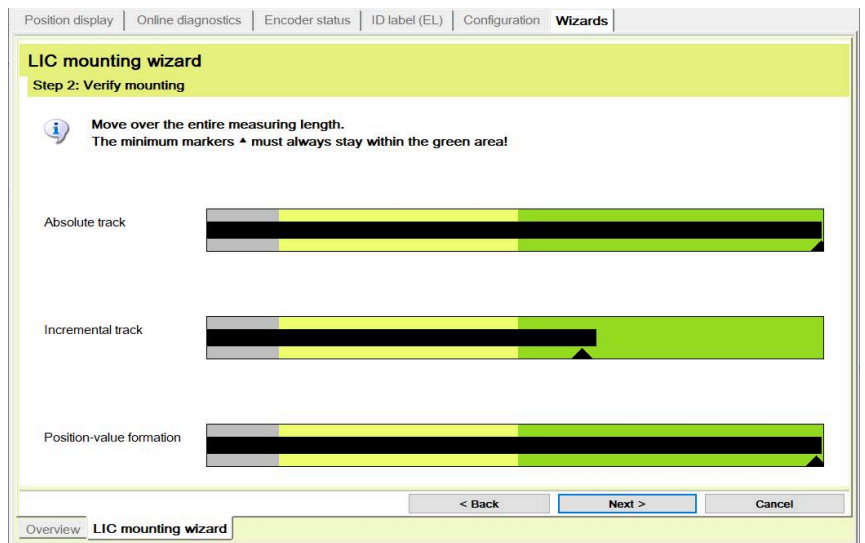 Position display Online diagnostics Encoder status ID label (EL) Configuration Wizards
LIC mounting wizard
Step 2: Verify mounting
Move over the entire measuring length.
The minimum markers ▲ must always stay within the green area!
Absolute track
Incremental track
Position-value formation
< Back Next > Cancel
Overview LIC mounting wizard